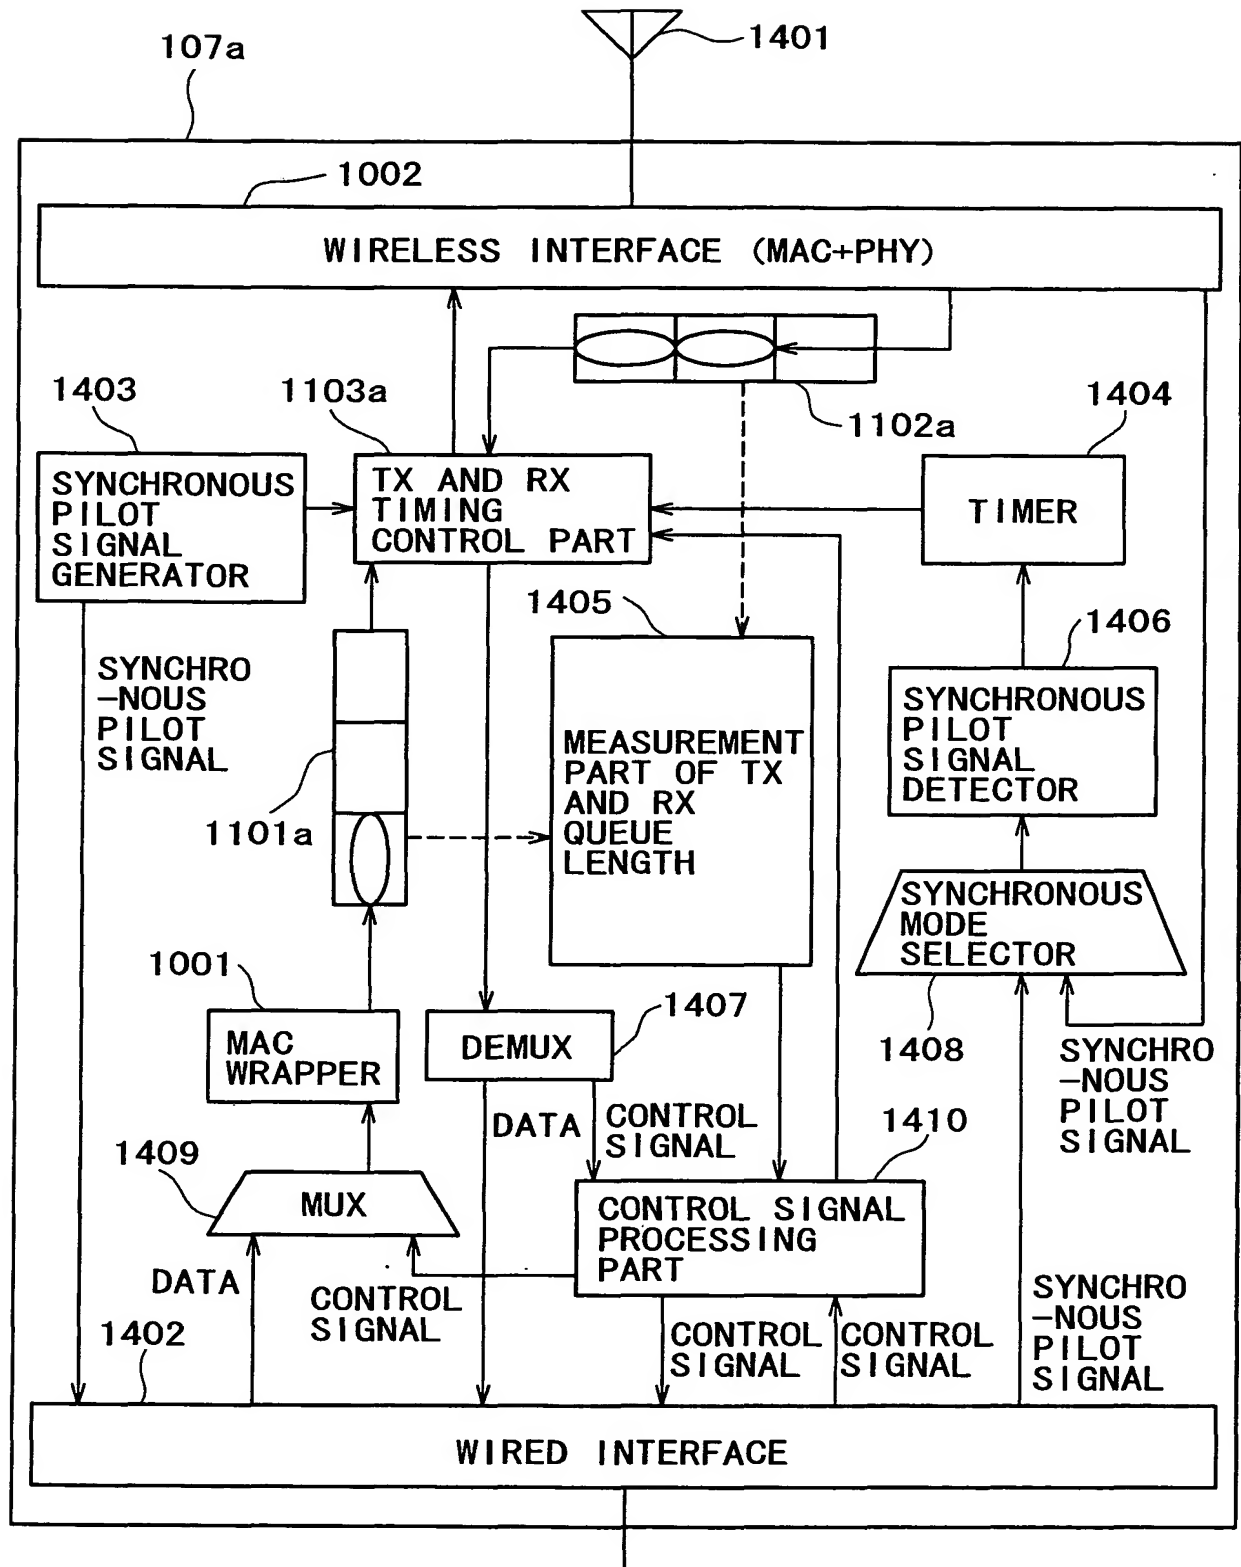 1401
107a
1002
WIRELESS INTERFACE (MAC+PHY)
1403
1103a
1102a
1404
SYNCHRONOUS
PILOT
SIGNAL
GENERATOR
TX AND RX
TIMING
CONTROL PART
TIMER
1405
1406
SYNCHRO
-NOUS
PILOT
SIGNAL
1101a
MEASUREMENT
PART OF TX
AND RX
QUEUE
LENGTH
SYNCHRONOUS
PILOT
SIGNAL
DETECTOR
SYNCHRONOUS
MODE
SELECTOR
1001
MAC
WRAPPER
1407
DEMUX
1408
SYNCHRO
-NOUS
PILOT
SIGNAL
DATA
CONTROL
SIGNAL
1410
1409
MUX
CONTROL SIGNAL
PROCESSING
PART
DATA
CONTROL
SIGNAL
1402
CONTROL
SIGNAL
CONTROL
SIGNAL
SYNCHRO
-NOUS
PILOT
SIGNAL
WIRED INTERFACE